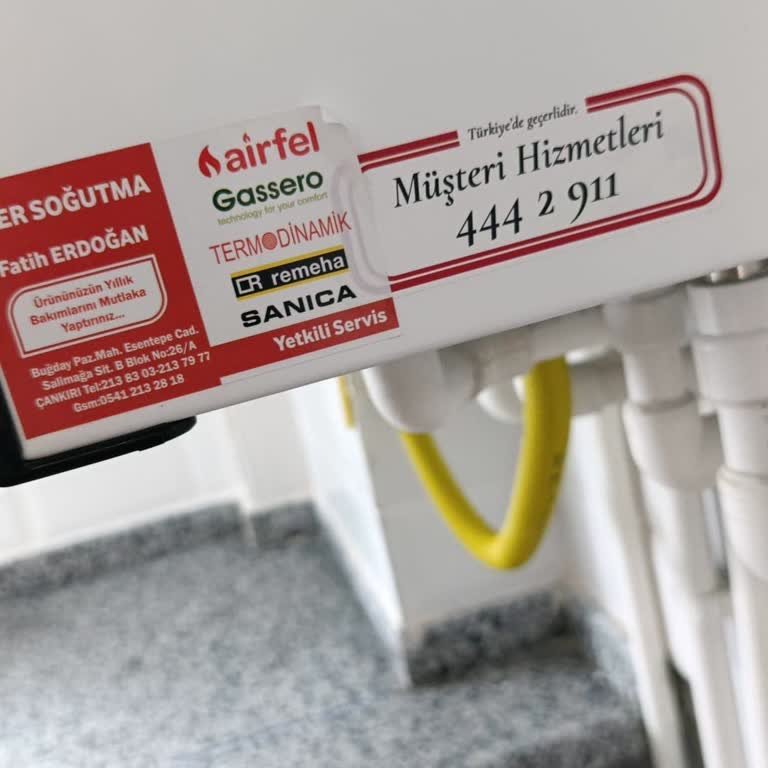 ER SOĞUTMA
Fatih ERDOĞAN
Ürününüzün Yıllık
Bakımlarını Mutlaka
Yaptırınız...
Buğday Paz.Mah. Esentepe Cad.
Salimağa Sit. B Blok No:26/A
ÇANKIRI Tel:213 83 03-213 79 77
Gsm:0541 213 28 18
airfel
Gassero
technology for your comfort
TERMODİNAMİK
remeha
SANICA
Yetkili Servis
Türkiye'de geçerlidir.
Müşteri Hizmetleri
444 2 911